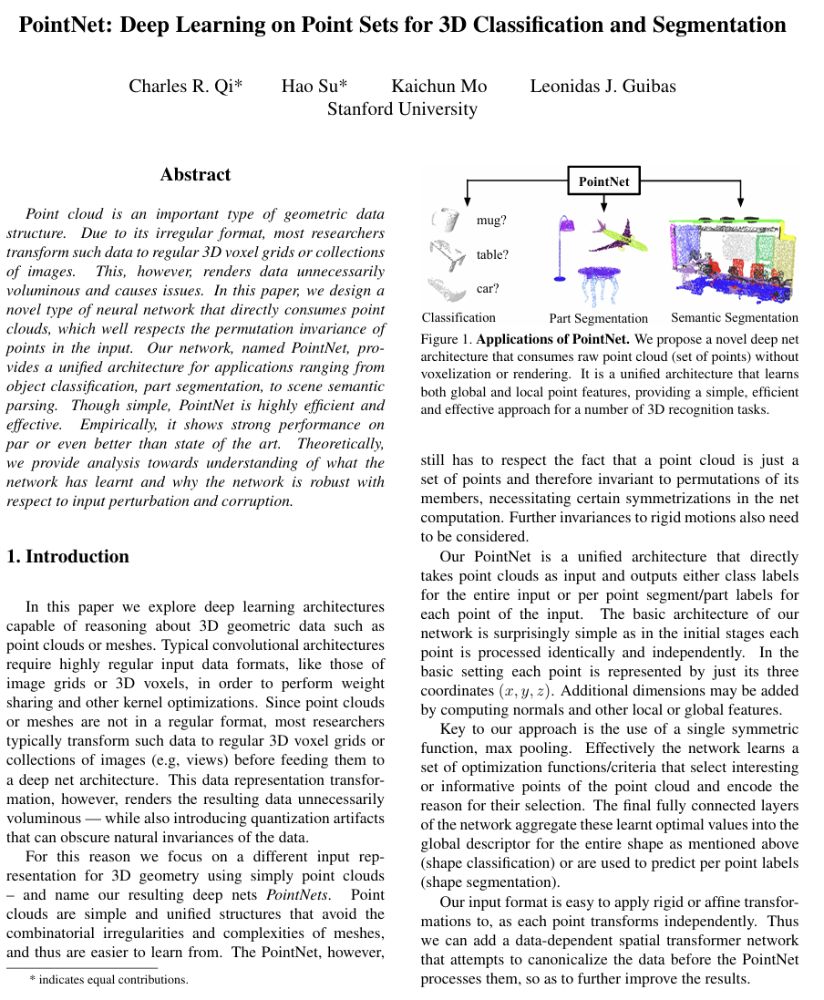 PointNet: Deep Learning on Point Sets for 3D Classification and Segmentation
Charles R. Qi* Hao Su* Kaichun Mo Leonidas J. Guibas
Stanford University
Abstract
Point cloud is an important type of geometric data
structure. Due to its irregular format, most researchers
transform such data to regular 3D voxel grids or collections
of images. This, however, renders data unnecessarily
voluminous and causes issues. In this paper, we design a
novel type of neural network that directly consumes point
clouds, which well respects the permutation invariance of
points in the input. Our network, named PointNet, pro-
vides a unified architecture for applications ranging from
object classification, part segmentation, to scene semantic
parsing. Though simple, PointNet is highly efficient and
effective. Empirically, it shows strong performance on
par or even better than state of the art. Theoretically,
we provide analysis towards understanding of what the
network has learnt and why the network is robust with
respect to input perturbation and corruption.
1. Introduction
In this paper we explore deep learning architectures
capable of reasoning about 3D geometric data such as
point clouds or meshes. Typical convolutional architectures
require highly regular input data formats, like those of
image grids or 3D voxels, in order to perform weight
sharing and other kernel optimizations. Since point clouds
or meshes are not in a regular format, most researchers
typically transform such data to regular 3D voxel grids or
collections of images (e.g, views) before feeding them to
a deep net architecture. This data representation transfor-
mation, however, renders the resulting data unnecessarily
voluminous — while also introducing quantization artifacts
that can obscure natural invariances of the data.
For this reason we focus on a different input rep-
resentation for 3D geometry using simply point clouds
– and name our resulting deep nets PointNets. Point
clouds are simple and unified structures that avoid the
combinatorial irregularities and complexities of meshes,
and thus are easier to learn from. The PointNet, however,
* indicates equal contributions.
PointNet
mug?
table?
car?
Classification Part Segmentation Semantic Segmentation
Figure 1. Applications of PointNet. We propose a novel deep net
architecture that consumes raw point cloud (set of points) without
voxelization or rendering. It is a unified architecture that learns
both global and local point features, providing a simple, efficient
and effective approach for a number of 3D recognition tasks.
still has to respect the fact that a point cloud is just a
set of points and therefore invariant to permutations of its
members, necessitating certain symmetrizations in the net
computation. Further invariances to rigid motions also need
to be considered.
Our PointNet is a unified architecture that directly
takes point clouds as input and outputs either class labels
for the entire input or per point segment/part labels for
each point of the input. The basic architecture of our
network is surprisingly simple as in the initial stages each
point is processed identically and independently. In the
basic setting each point is represented by just its three
coordinates (x, y, z). Additional dimensions may be added
by computing normals and other local or global features.
Key to our approach is the use of a single symmetric
function, max pooling. Effectively the network learns a
set of optimization functions/criteria that select interesting
or informative points of the point cloud and encode the
reason for their selection. The final fully connected layers
of the network aggregate these learnt optimal values into the
global descriptor for the entire shape as mentioned above
(shape classification) or are used to predict per point labels
(shape segmentation).
Our input format is easy to apply rigid or affine transfor-
mations to, as each point transforms independently. Thus
we can add a data-dependent spatial transformer network
that attempts to canonicalize the data before the PointNet
processes them, so as to further improve the results.